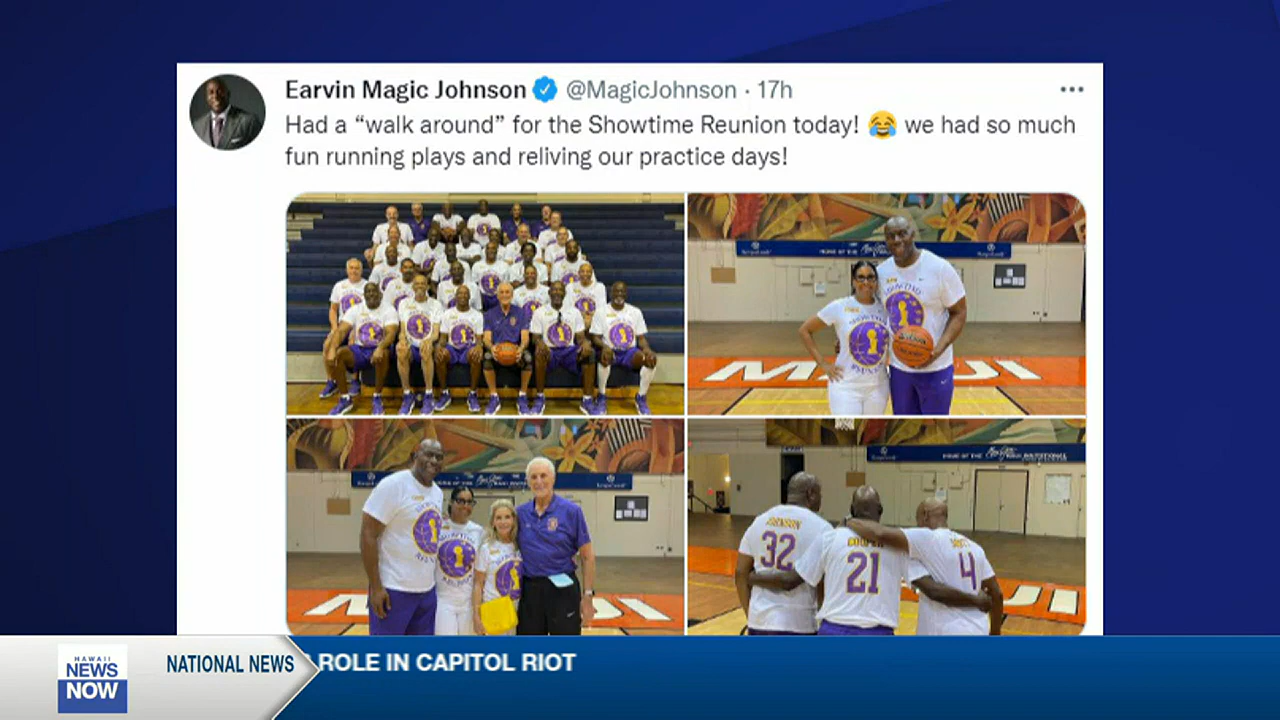 Earvin Magic Johnson @MagicJohnson · 17h
Had a “walk around” for the Showtime Reunion today! 😂 we had so much
fun running plays and reliving our practice days!
JOHNSON
32
COOPER
21
SCOTT
4
HAWAII
NEWS
NOW
NATIONAL NEWS
ROLE IN CAPITOL RIOT